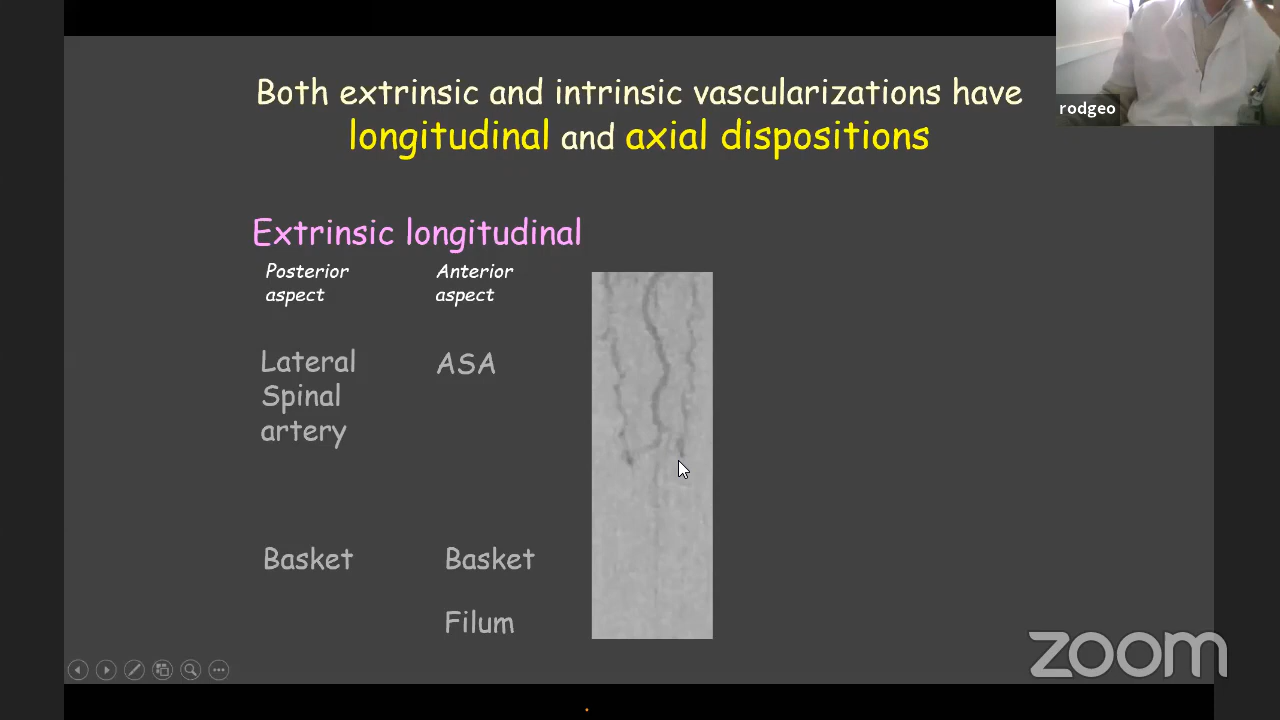 Both extrinsic and intrinsic vascularizations have
longitudinal and axial dispositions
rodgeo
Extrinsic longitudinal
Posterior
aspect
Anterior
aspect
Lateral
Spinal
artery
ASA
Basket
Basket
Filum
zoom